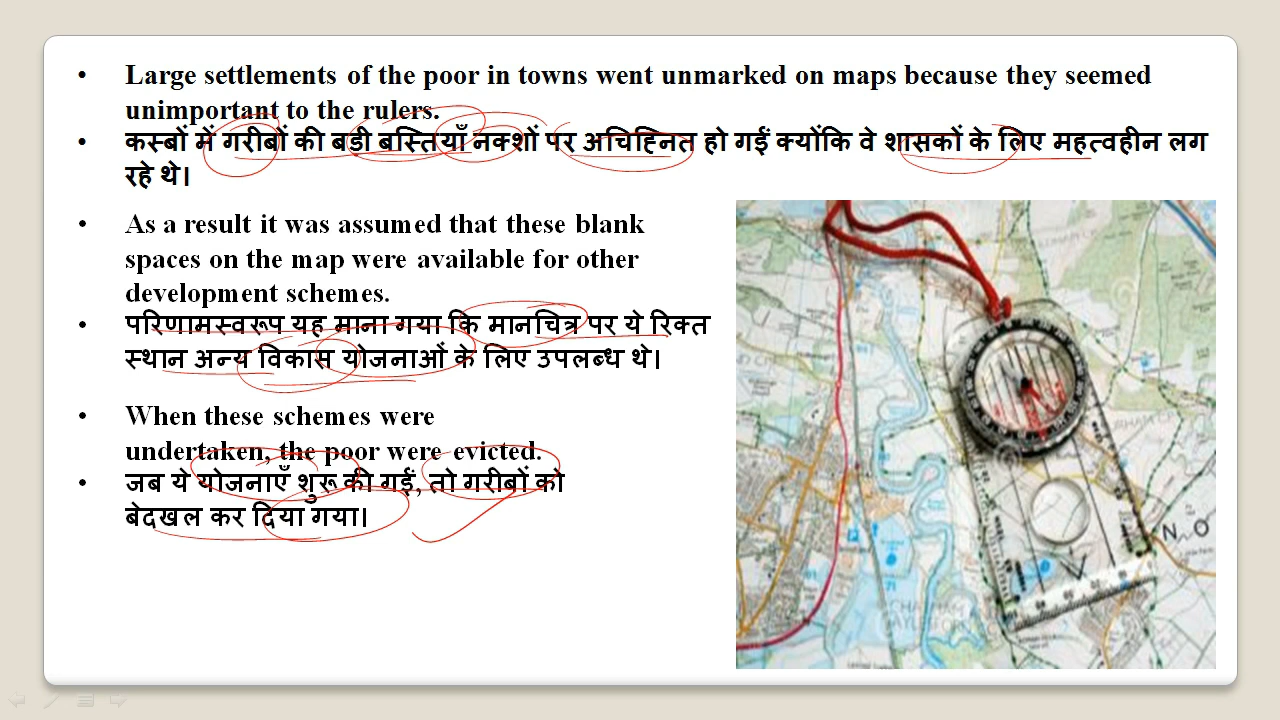 Large settlements of the poor in towns went unmarked on maps because they seemed
unimportant to the rulers.
कस्बों में गरीबों की बडी बस्तियाँ नक्शों पर अचिह्नित हो गईं क्योंकि वे शासकों के लिए महत्वहीन लग
रहे थे।
As a result it was assumed that these blank
spaces on the map were available for other
development schemes.
परिणामस्वरूप यह माना गया कि मानचित्र पर ये रिक्त
स्थान अन्य विकास योजनाओं के लिए उपलब्ध थे।
When these schemes were
undertaken, the poor were evicted.
जब ये योजनाएँ शुरू की गईं, तो गरीबों को
बेदखल कर दिया गया।
N O